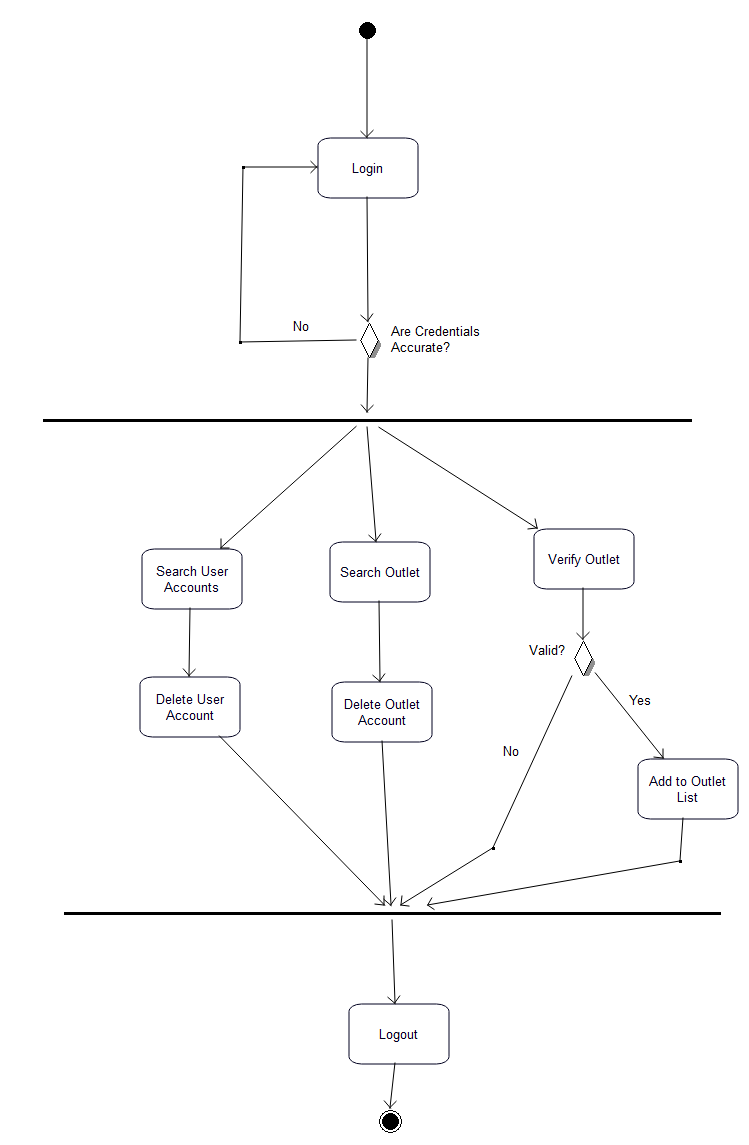 Login
No
Are Credentials
Accurate?
Search User
Accounts
Search Outlet
Verify Outlet
Valid?
Delete User
Account
Delete Outlet
Account
Yes
No
Add to Outlet
List
Logout